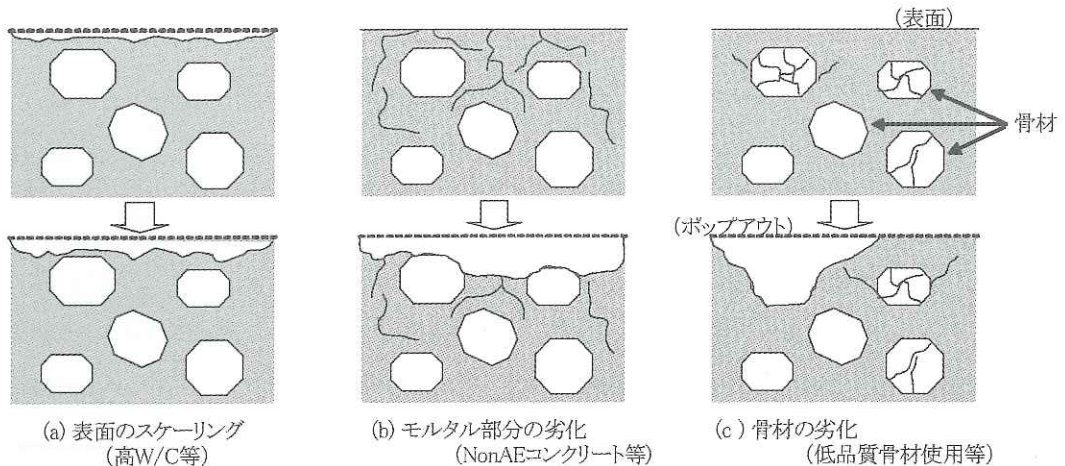 (表面)
骨材
(ポップアウト)
(a) 表面のスケーリング
(高W/C等)
(b) モルタル部分の劣化
(NonAEコンクリート等)
(c ) 骨材の劣化
(低品質骨材使用等)